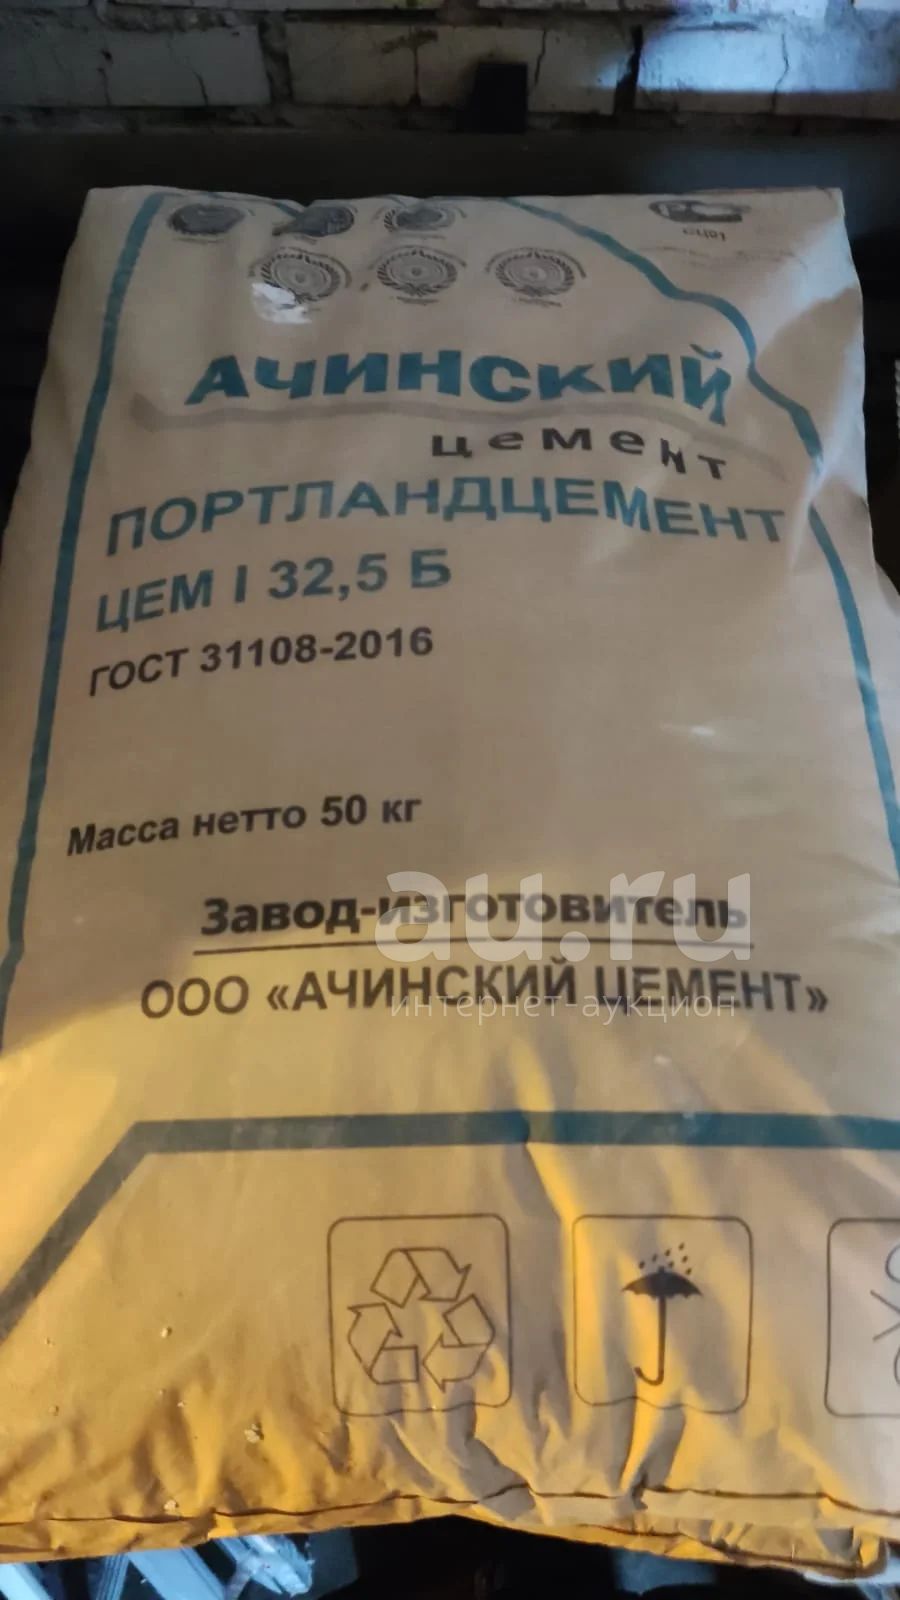 АЧИНСКИЙ
цемент
ПОРТЛАНДЦЕМЕНТ
ЦЕМ I 32,5 Б
ГОСТ 31108-2016
Масса нетто 50 кг
au.ru
интернет-аукцион
Завод-изготовитель
ООО «АЧИНСКИЙ ЦЕМЕНТ»